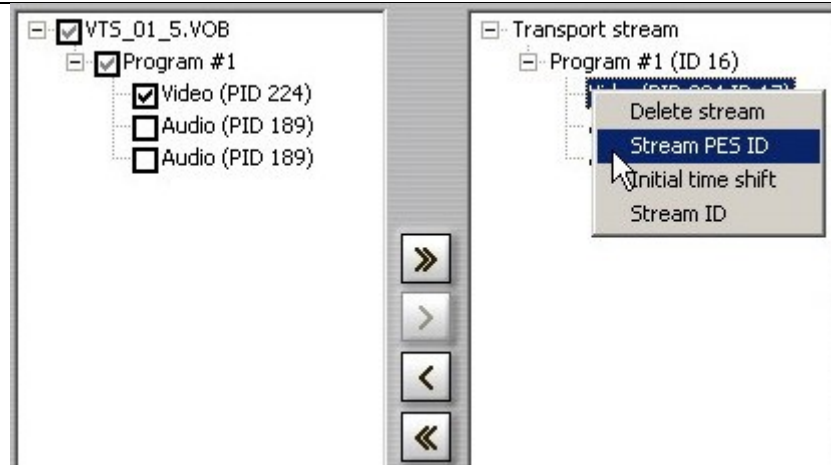 VTS_01_5.VOB
Program #1
Video (PID 224)
Audio (PID 189)
Audio (PID 189)
Transport stream
Program #1 (ID 16)
Delete stream
Stream PES ID
Initial time shift
Stream ID